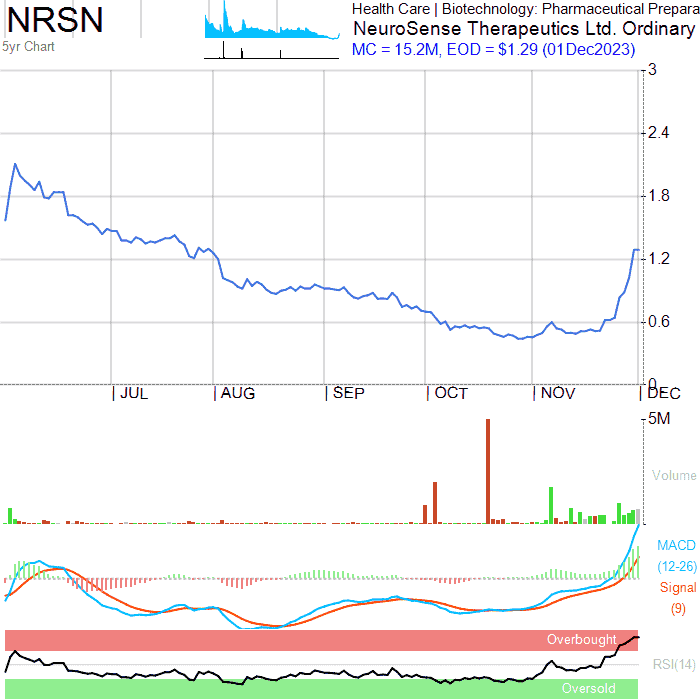 NRSN
5yr Chart
Health Care | Biotechnology: Pharmaceutical Prepara
NeuroSense Therapeutics Ltd. Ordinary
MC = 15.2M, EOD = $1.29 (01Dec2023)
3
2.4
1.8
1.2
0.6
0
| JUL | AUG | SEP | OCT | NOV | DEC
5M
Volume
MACD
(12-26)
Signal
(9)
Overbought
RSI(14)
Oversold